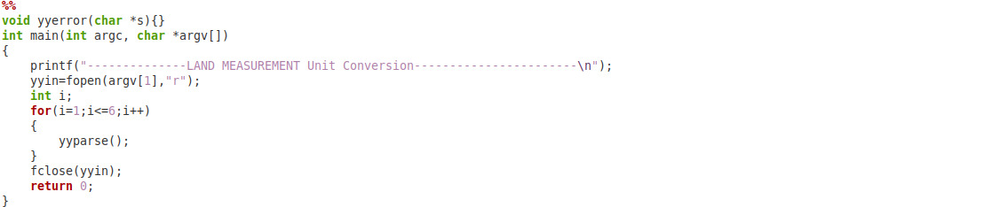 %%
void yyerror(char *s){}
int main(int argc, char *argv[])
{
    printf("--------------LAND MEASUREMENT Unit Conversion-----------------------\n");
    yyin=fopen(argv[1],"r");
    int i;
    for(i=1;i<=6;i++)
    {
        yyparse();
    }
    fclose(yyin);
    return 0;
}